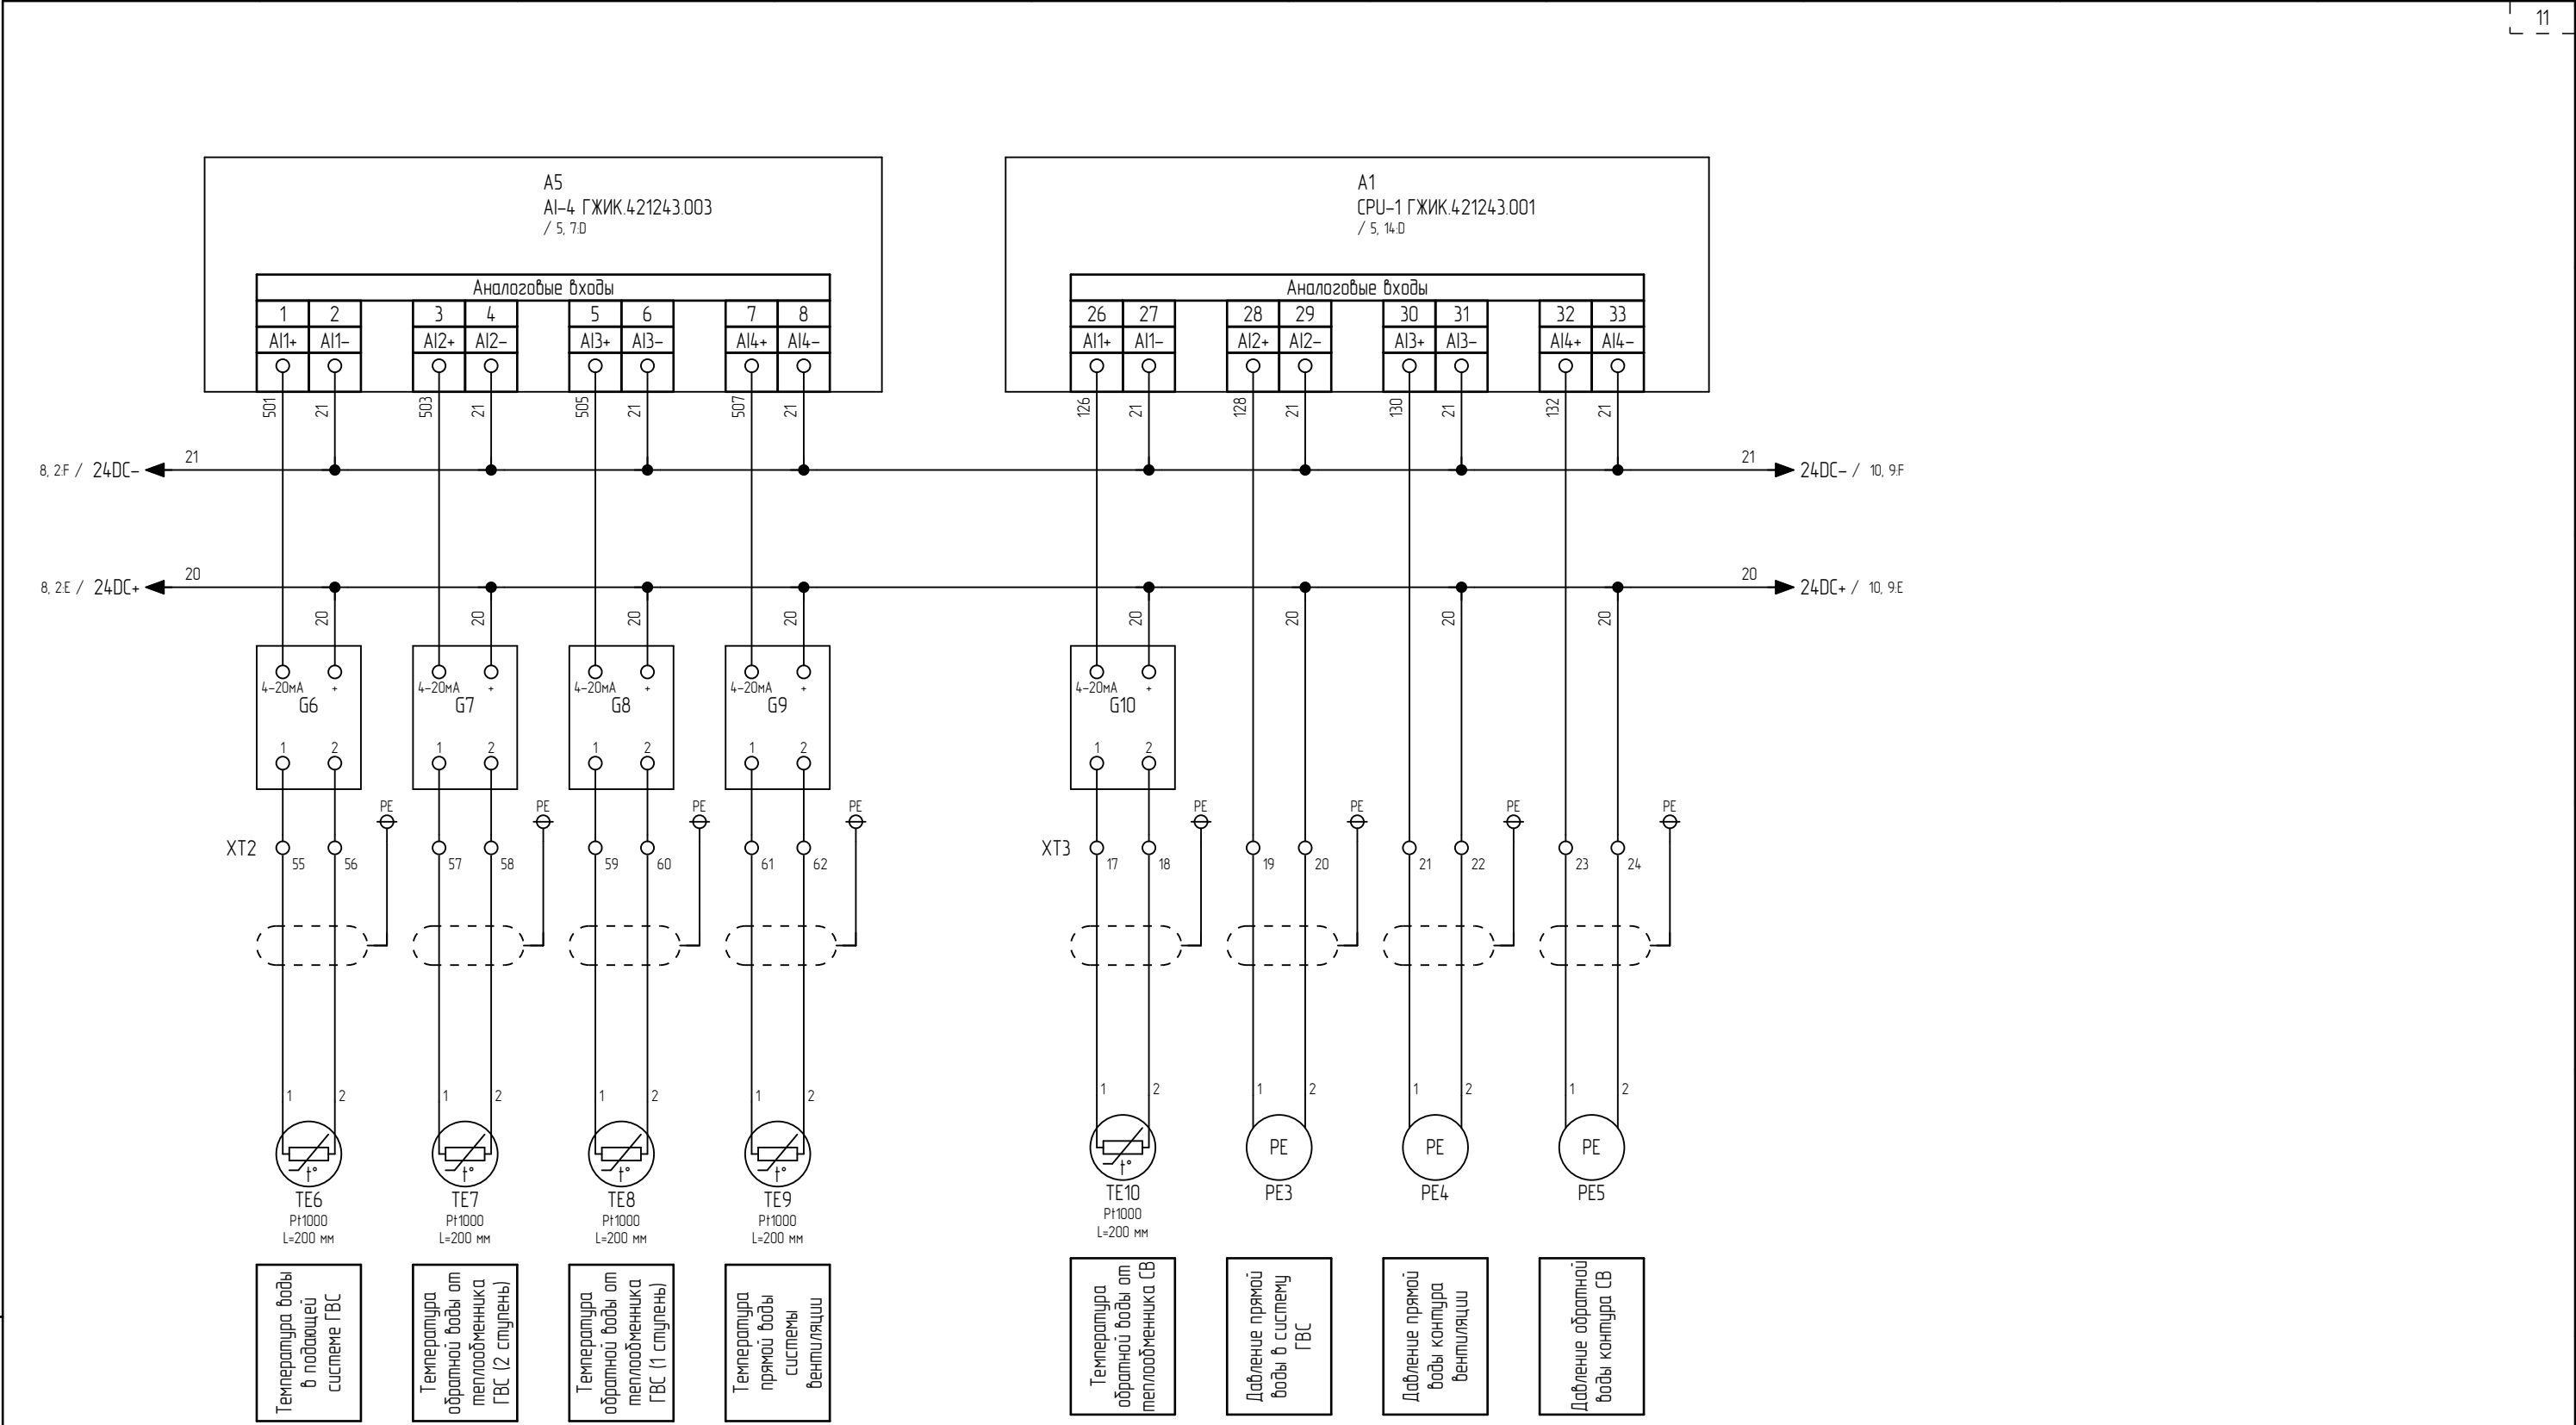 11
A5
AI-4 ГЖИК.421243.003
/ 5, 7:D
A1
CPU-1 ГЖИК.421243.001
/ 5, 14:D
Аналоговые входы
Аналоговые входы
1 2 3 4 5 6 7 8
26 27 28 29 30 31 32 33
AI1+ AI1- AI2+ AI2- AI3+ AI3- AI4+ AI4-
AI1+ AI1- AI2+ AI2- AI3+ AI3- AI4+ AI4-
501 21 503 21 505 21 507 21
126 21 128 21 130 21 132 21
8, 2:F / 24DC- 21
21 24DC- / 10, 9:F
8, 2:E / 24DC+ 20
20 24DC+ / 10, 9:E
20 20 20 20 20 20 20 20
4-20мА + 4-20мА + 4-20мА + 4-20мА + 4-20мА +
G6 G7 G8 G9 G10
1 2 1 2 1 2 1 2 1 2
PE PE PE PE PE PE PE PE
XT2 55 56 57 58 59 60 61 62
XT3 17 18 19 20 21 22 23 24
1 2 1 2 1 2 1 2 1 2 1 2 1 2 1 2
t° t° t° t° t° PE PE PE
TE6
Pt1000
L=200 мм
TE7
Pt1000
L=200 мм
TE8
Pt1000
L=200 мм
TE9
Pt1000
L=200 мм
TE10
Pt1000
L=200 мм
PE3
PE4
PE5
Температура воды
в подающей
системе ГВС
Температура
обратной воды от
теплообменника
ГВС (2 ступень)
Температура
обратной воды от
теплообменника
ГВС (1 ступень)
Температура
прямой воды
системы
вентиляции
Температура
обратной воды от
теплообменника СВ
Давление прямой
воды в систему
ГВС
Давление прямой
воды контура
вентиляции
Давление обратной
воды контура СВ